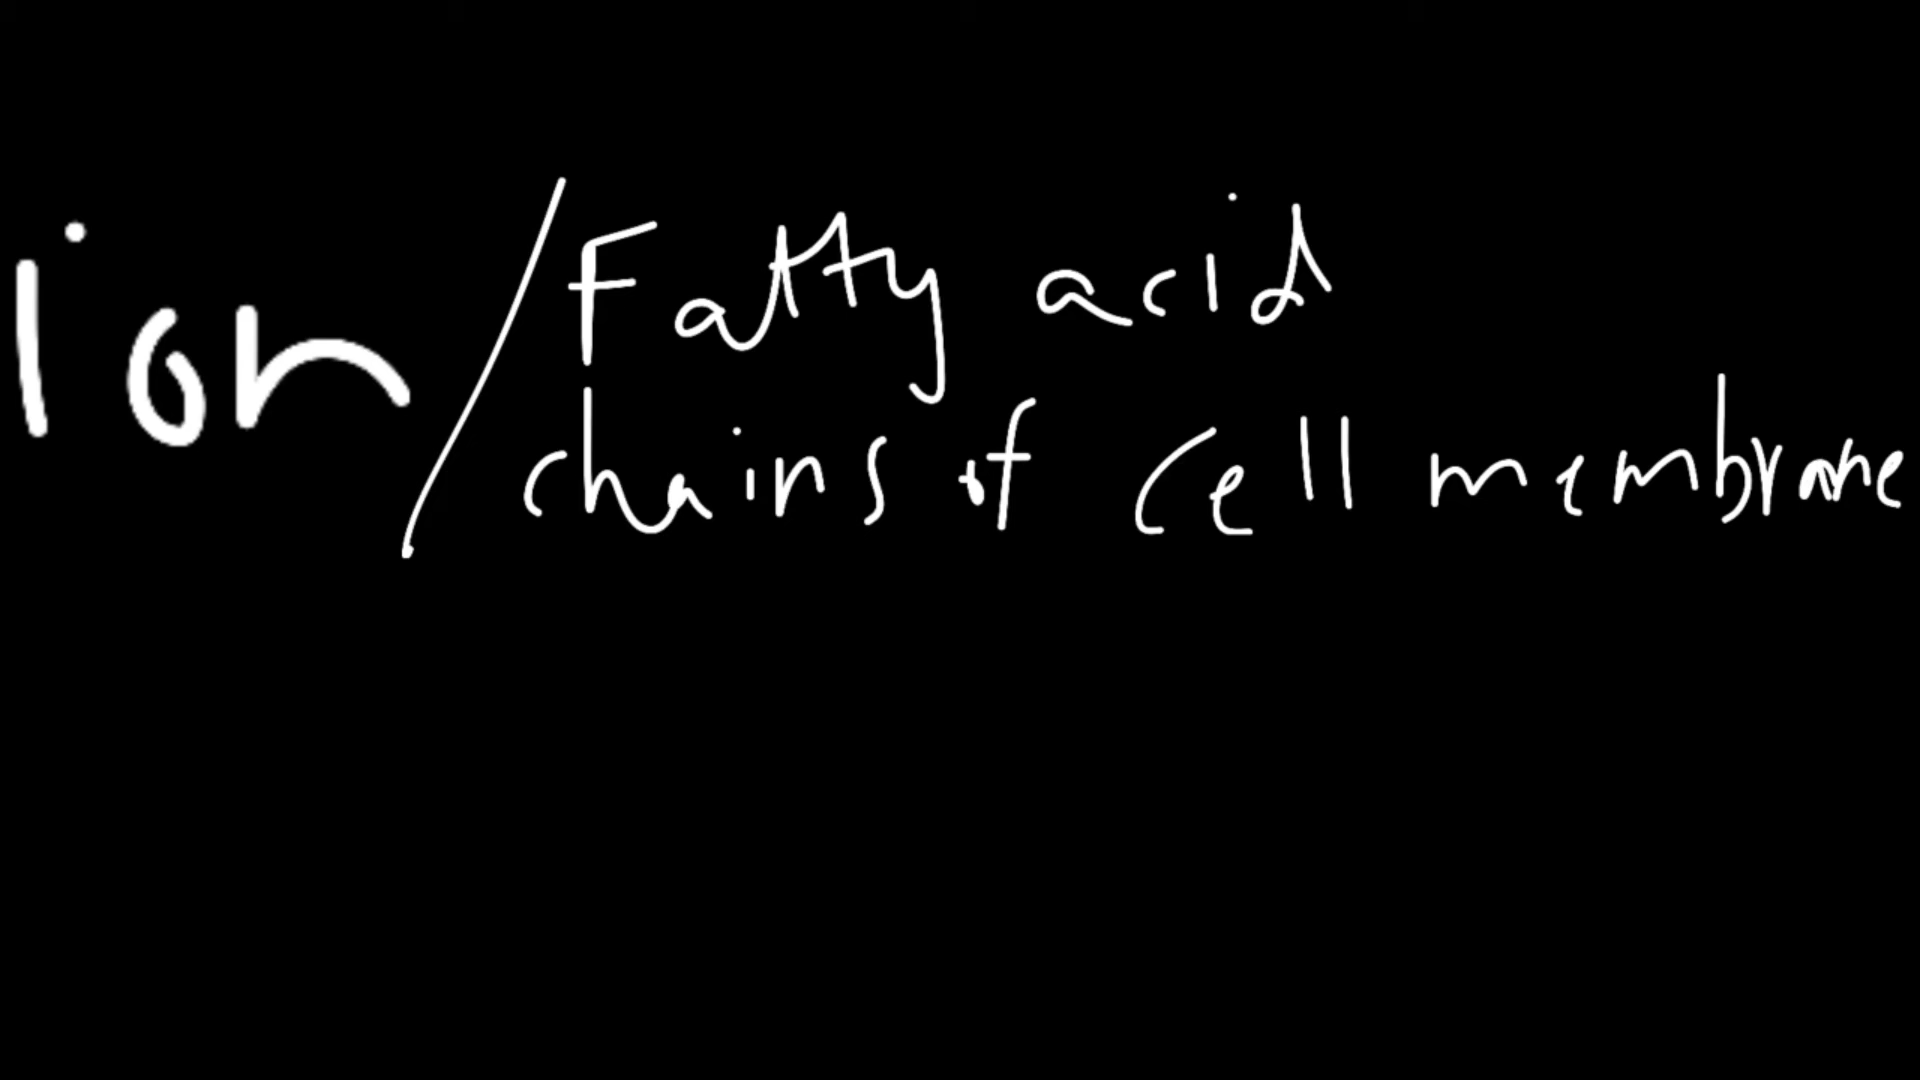 ion / Fatty acid
chains of cell membrane